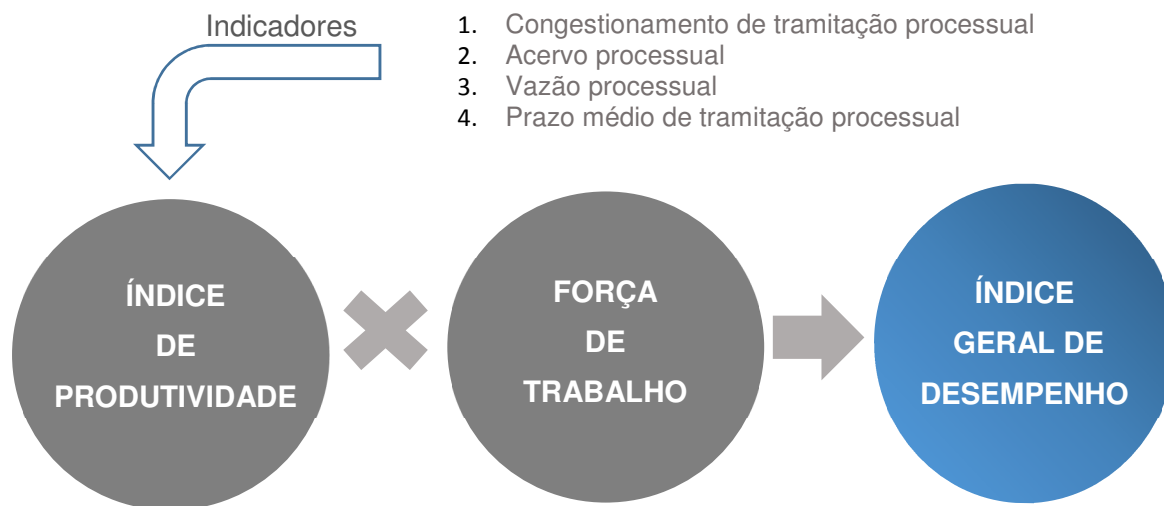 Indicadores
1. Congestionamento de tramitação processual
2. Acervo processual
3. Vazão processual
4. Prazo médio de tramitação processual
ÍNDICE
DE
PRODUTIVIDADE
FORÇA
DE
TRABALHO
ÍNDICE
GERAL DE
DESEMPENHO